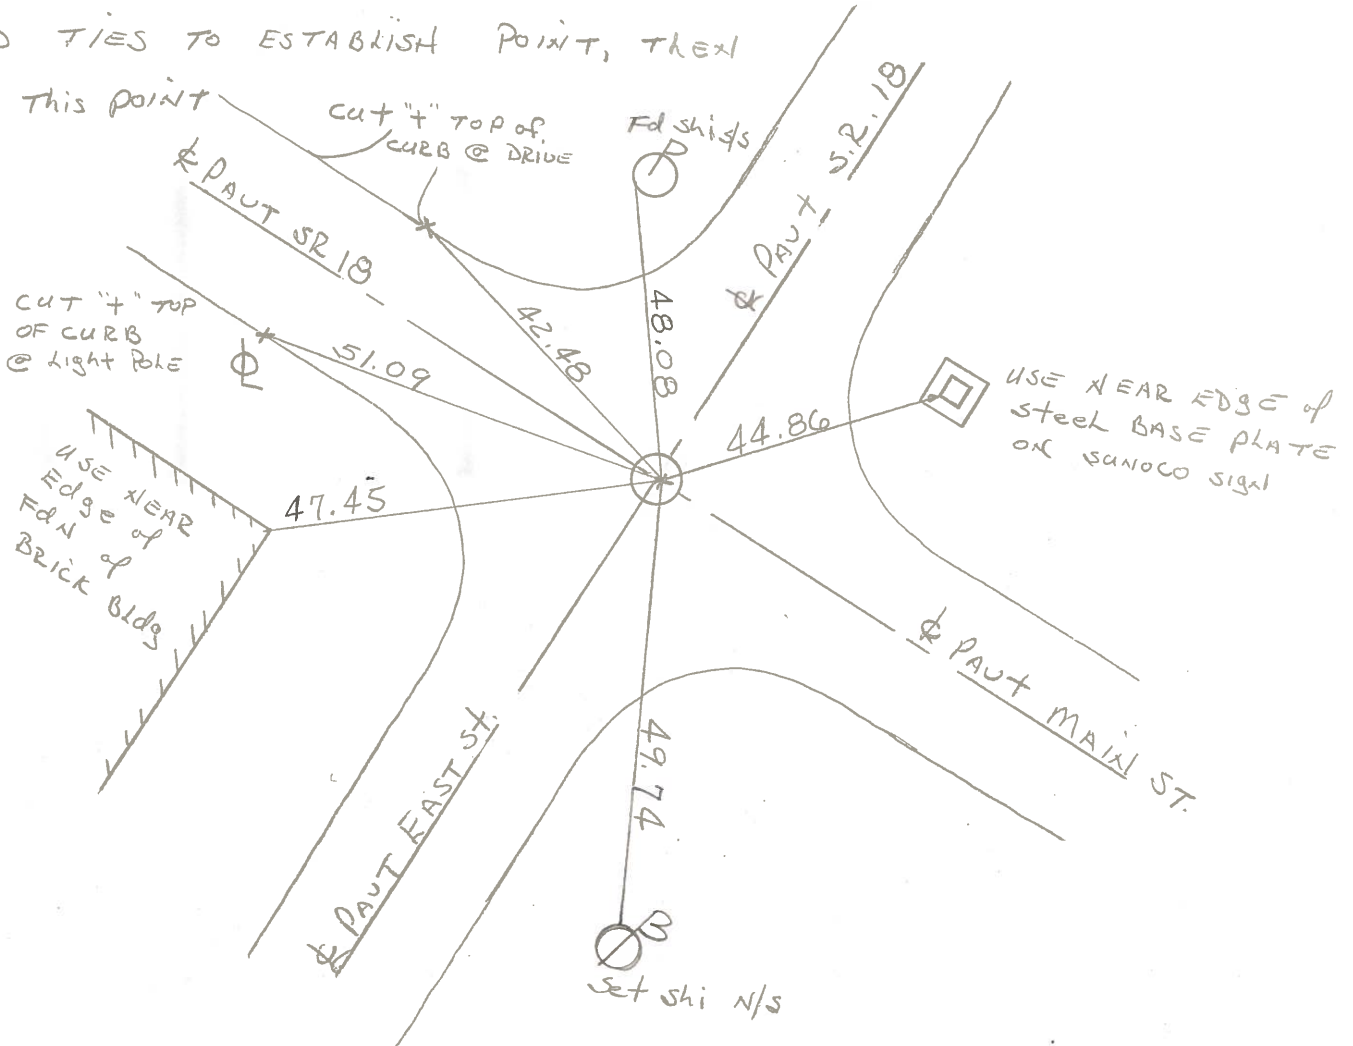 TIES TO ESTABLISH POINT, THEN
This POINT
CUT "+" TOP of
CURB @ DRIVE
Fd Shi s/s
℄ PAVT SR 18
℄ PAVT S.R. 18
CUT "+" TOP
OF CURB
@ Light POLE
51.09
42.48
48.08
44.86
USE NEAR EDGE of
Steel BASE PLATE
ON SUNOCO SIGN
47.45
USE NEAR
Edge of
FdN of
BRICK Bldg
℄ PAVT MAIN ST.
℄ PAVT EAST St.
49.74
Set Shi N/S